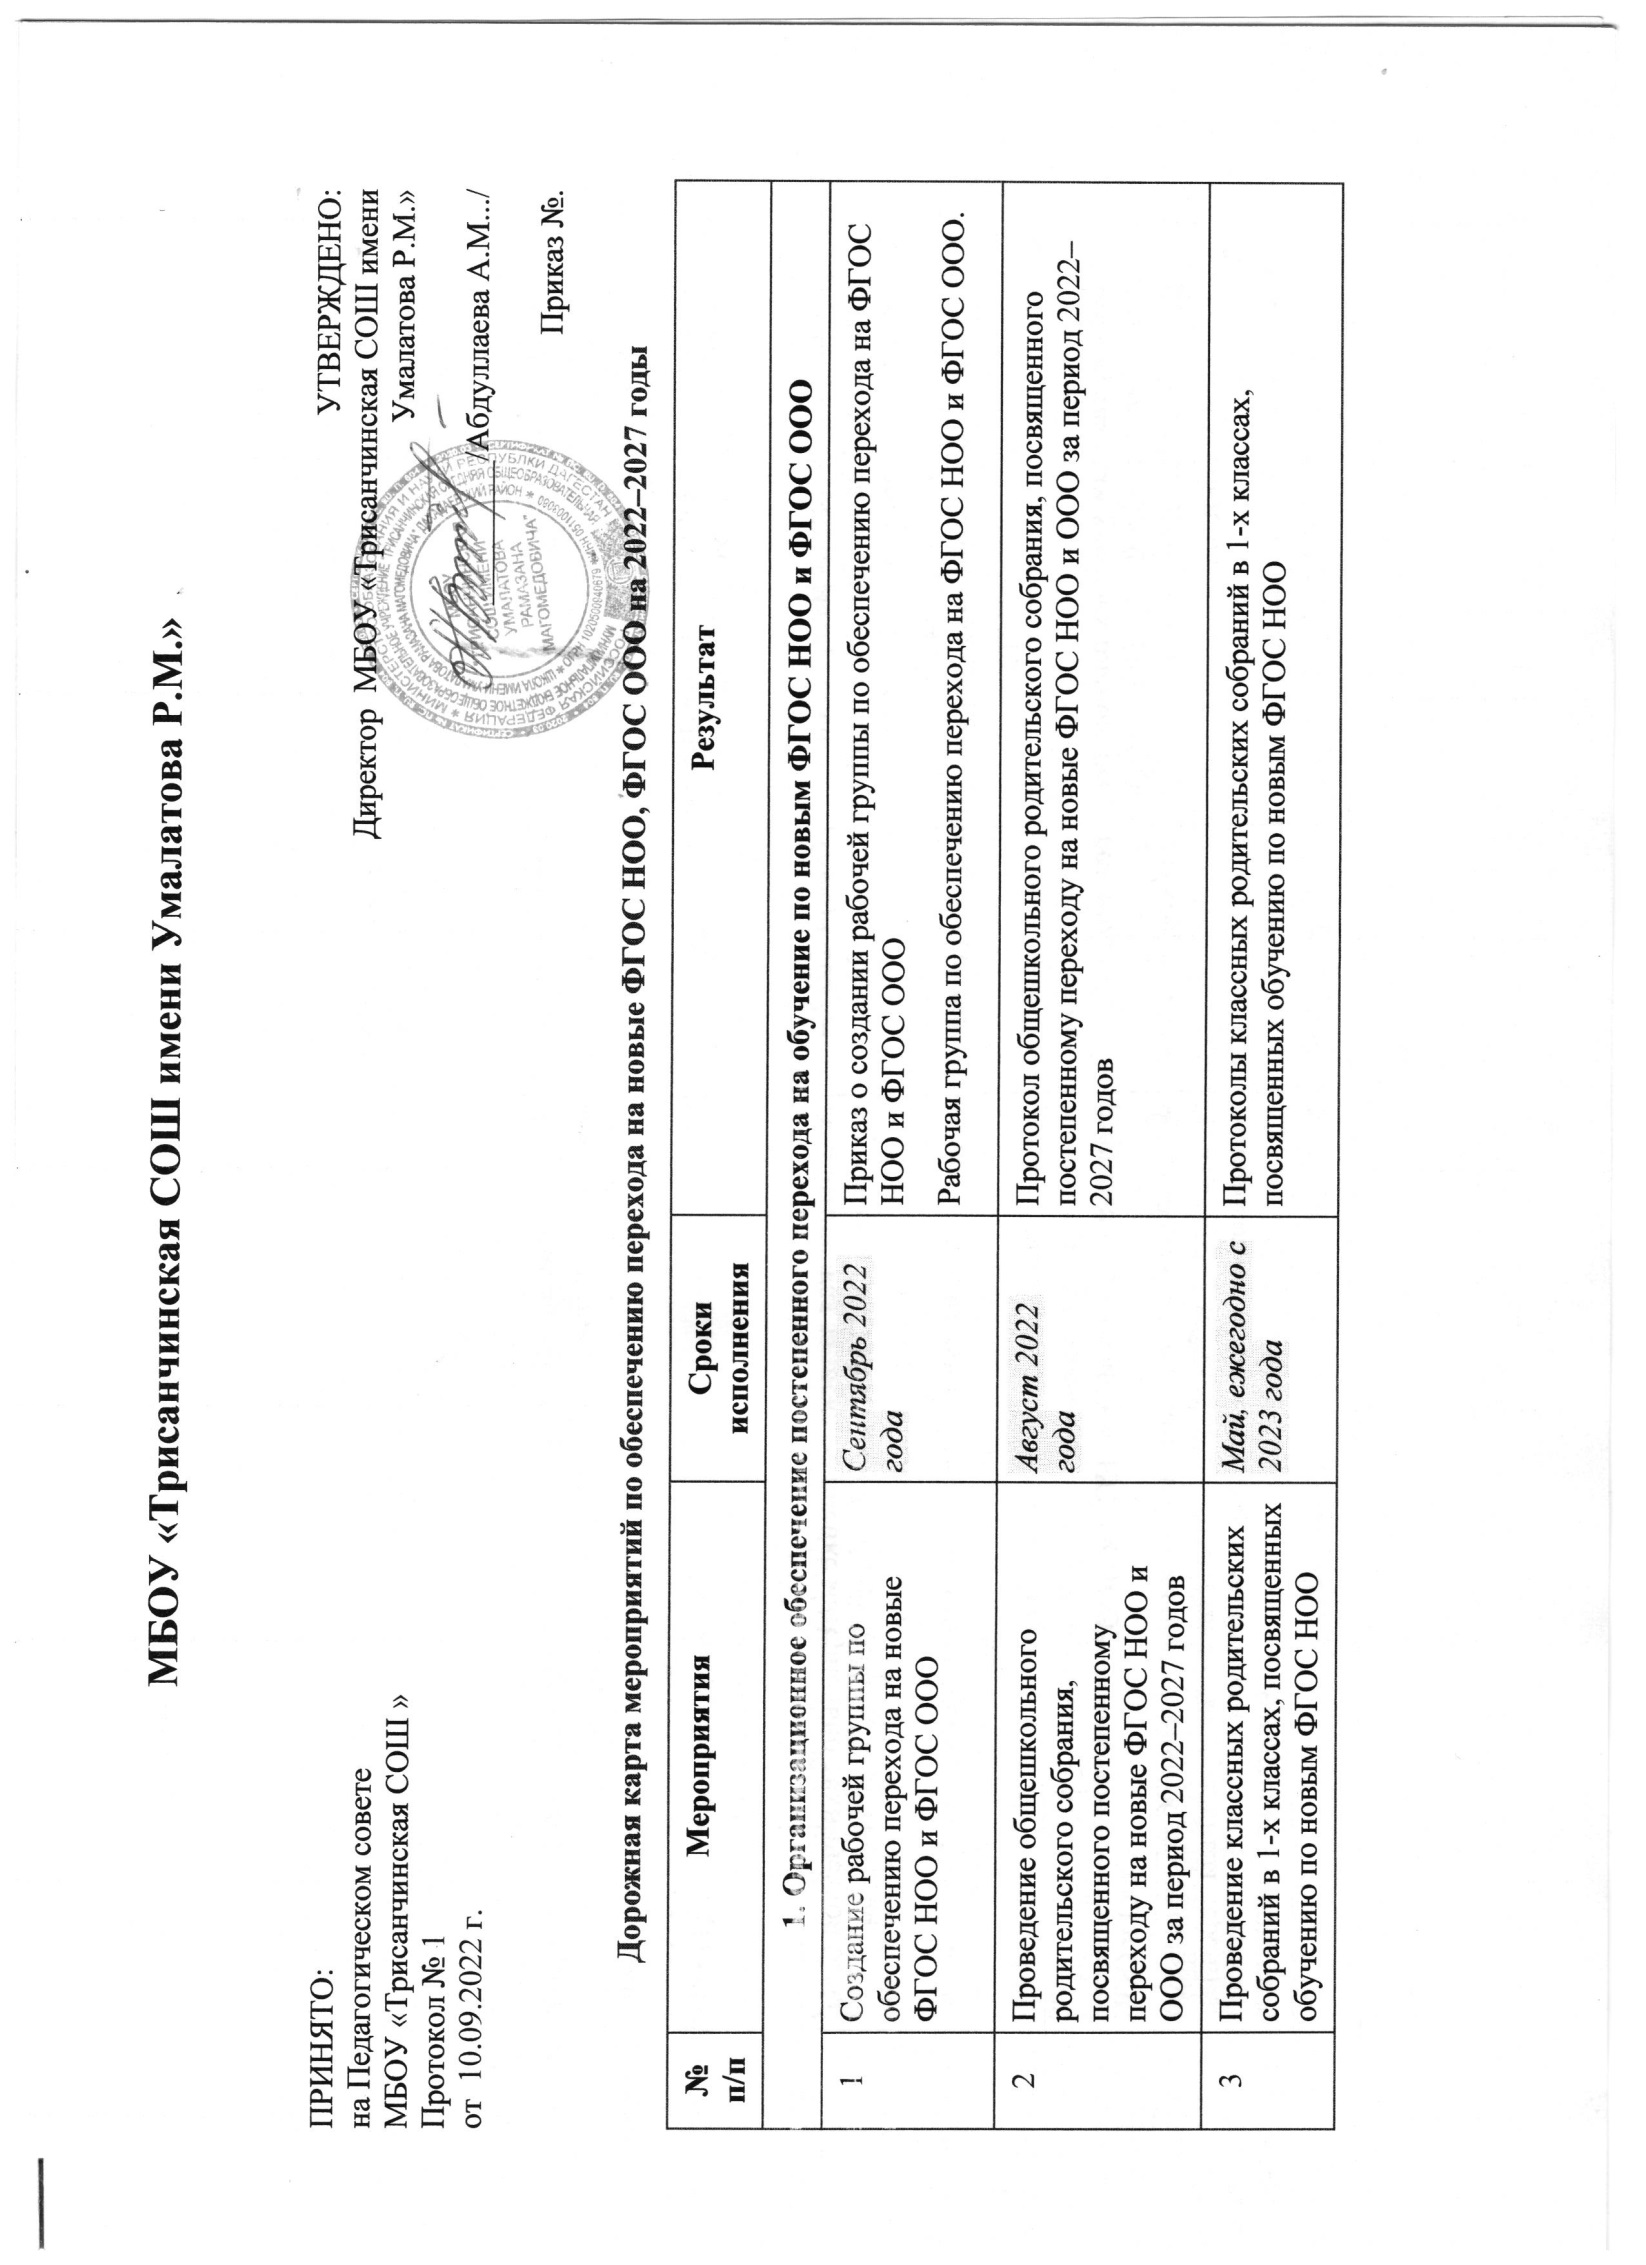 МБОУ «Трисанчинская СОШ имени Умалатова Р.М.»
ПРИНЯТО:
на Педагогическом совете
МБОУ «Трисанчинская СОШ »
Протокол № 1
от 10.09.2022 г.
УТВЕРЖДЕНО:
Директор МБОУ «Трисанчинская СОШ имени
Умалатова Р.М.»
/Абдуллаева А.М.../
Приказ №.
УМАЛАТОВА
РАМАЗАНА
МАГОМЕДОВИЧА"
Дорожная карта мероприятий по обеспечению перехода на новые ФГОС НОО, ФГОС ООО на 2022–2027 годы
№
п/п
Мероприятия
Сроки
исполнения
Результат
1. Организационное обеспечение постепенного перехода на обучение по новым ФГОС НОО и ФГОС ООО
1
Создание рабочей группы по
обеспечению перехода на новые
ФГОС НОО и ФГОС ООО
Сентябрь 2022
года
Приказ о создании рабочей группы по обеспечению перехода на ФГОС
НОО и ФГОС ООО
Рабочая группа по обеспечению перехода на ФГОС НОО и ФГОС ООО.
2
Проведение общешкольного
родительского собрания,
посвященного постепенному
переходу на новые ФГОС НОО и
ООО за период 2022–2027 годов
Август 2022
года
Протокол общешкольного родительского собрания, посвященного
постепенному переходу на новые ФГОС НОО и ООО за период 2022–
2027 годов
3
Проведение классных родительских
собраний в 1-х классах, посвященных
обучению по новым ФГОС НОО
Май, ежегодно с
2023 года
Протоколы классных родительских собраний в 1-х классах,
посвященных обучению по новым ФГОС НОО